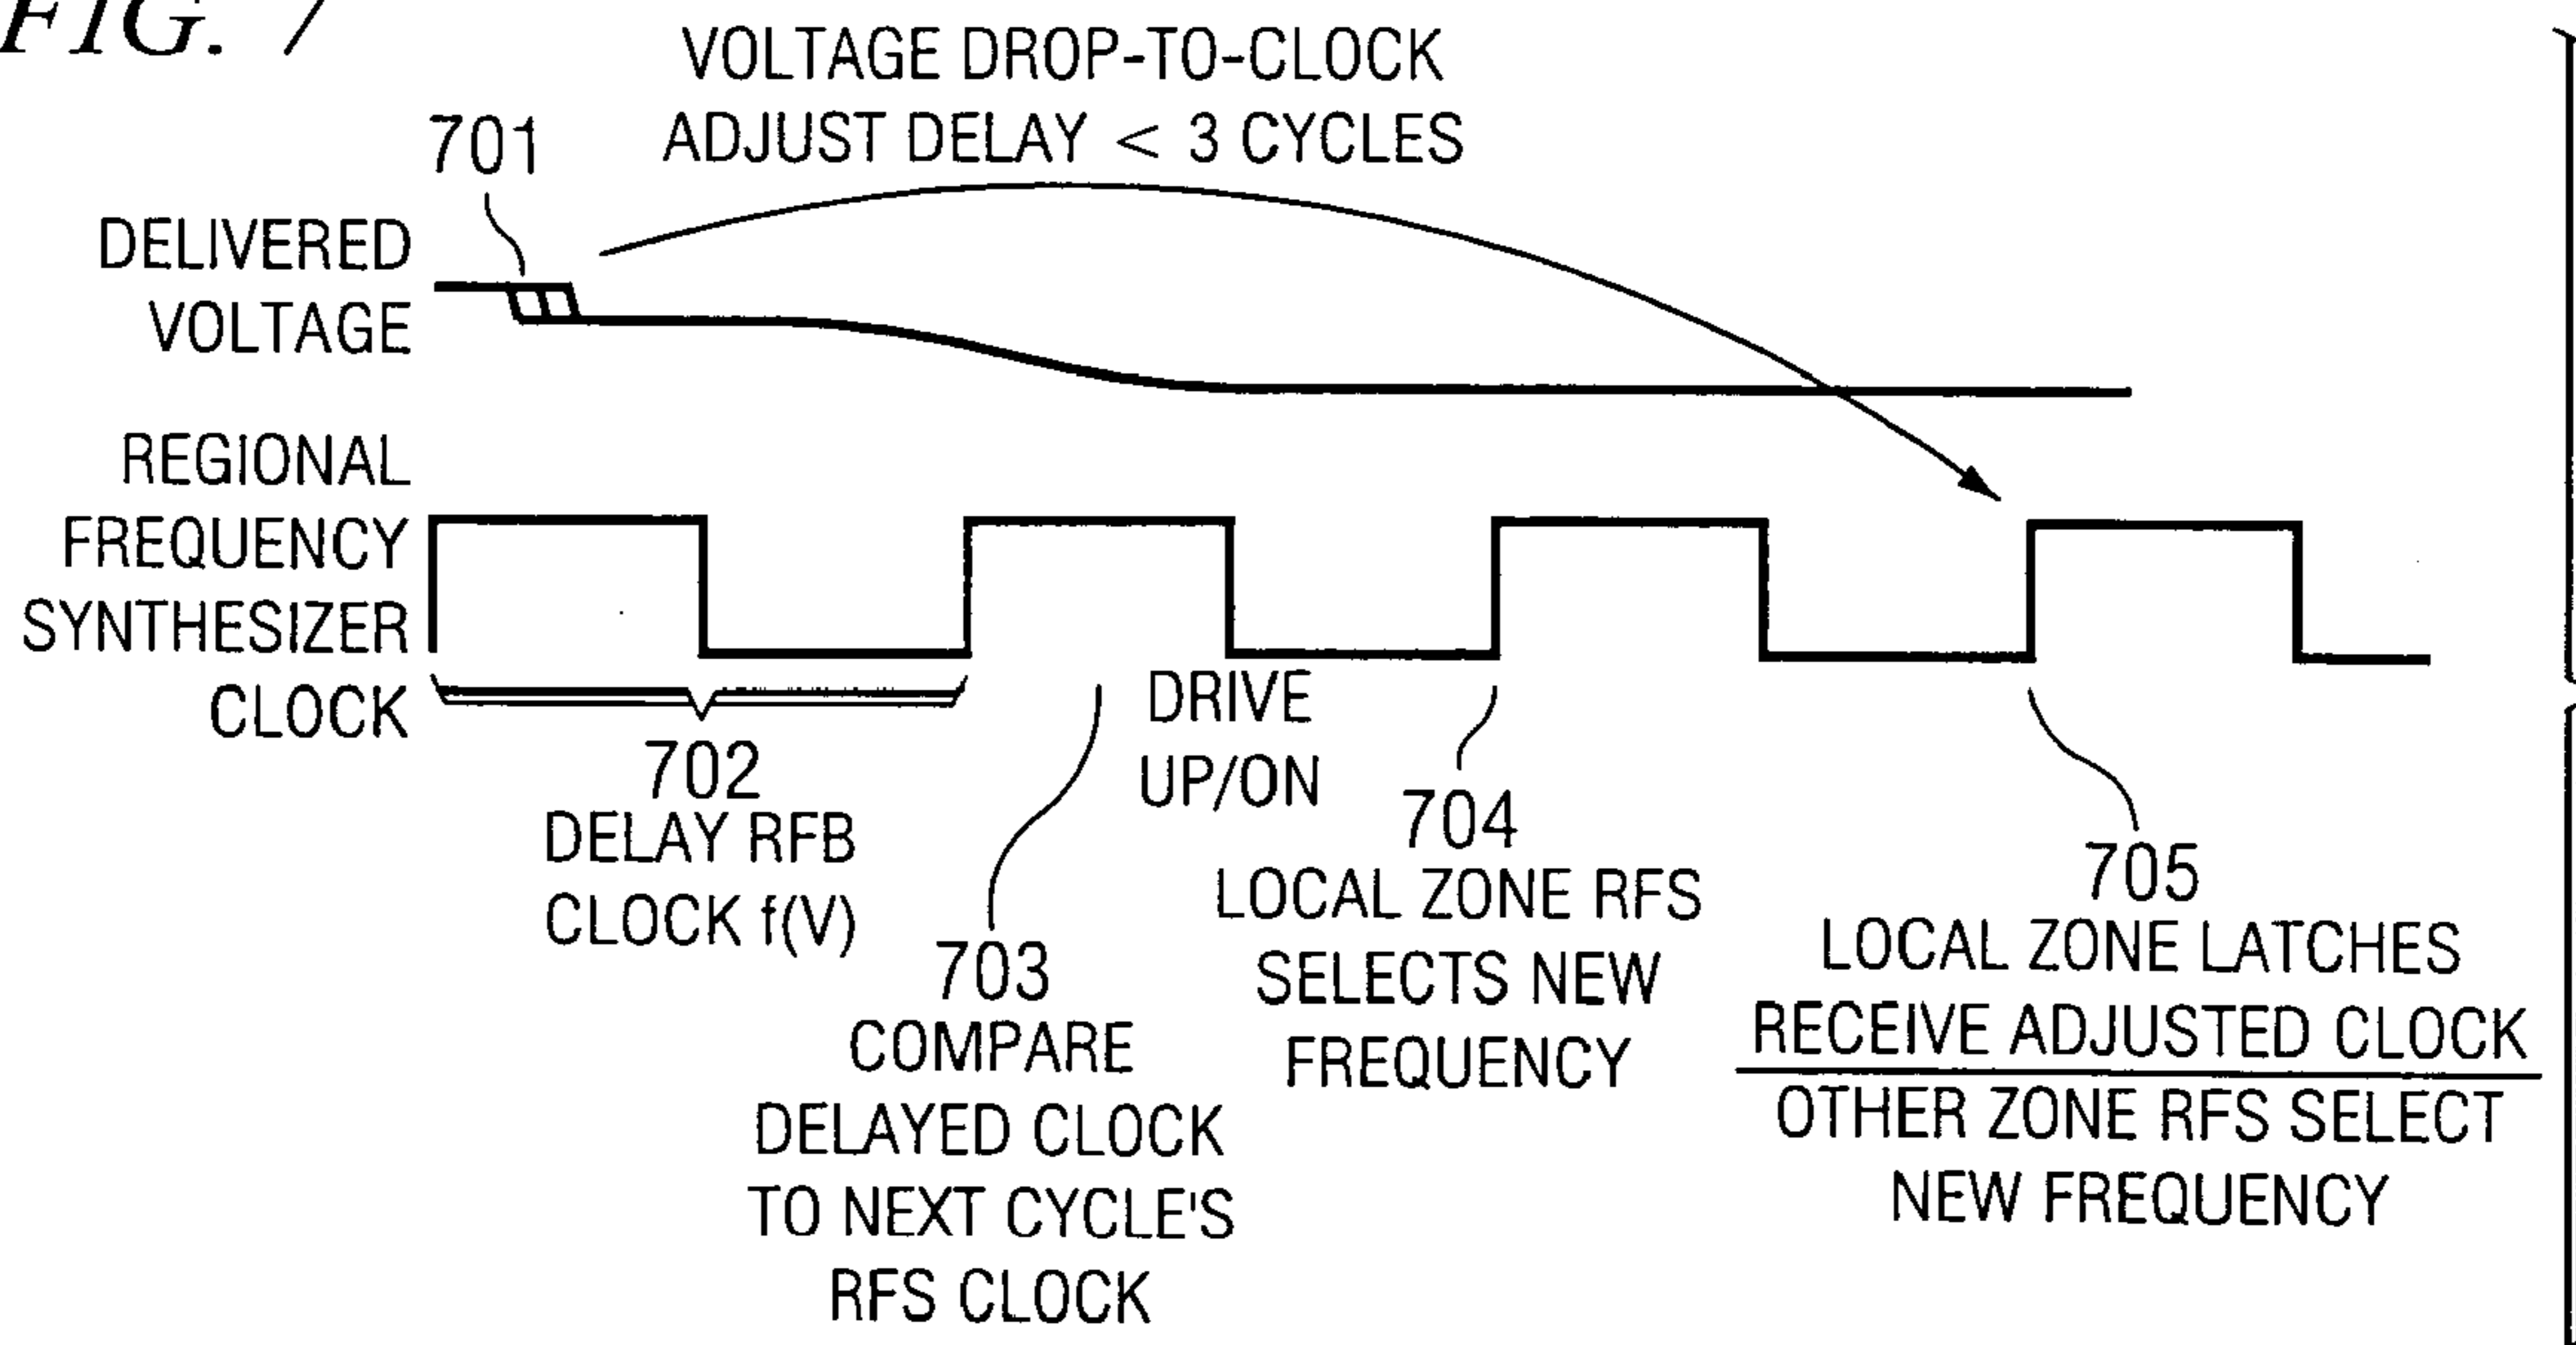 FIG. 7
VOLTAGE DROP-TO-CLOCK
ADJUST DELAY < 3 CYCLES
701
DELIVERED
VOLTAGE
REGIONAL
FREQUENCY
SYNTHESIZER
CLOCK
702
DELAY RFB
CLOCK f(V)
703
COMPARE
DELAYED CLOCK
TO NEXT CYCLE'S
RFS CLOCK
DRIVE
UP/ON
704
LOCAL ZONE RFS
SELECTS NEW
FREQUENCY
705
LOCAL ZONE LATCHES
RECEIVE ADJUSTED CLOCK
OTHER ZONE RFS SELECT
NEW FREQUENCY